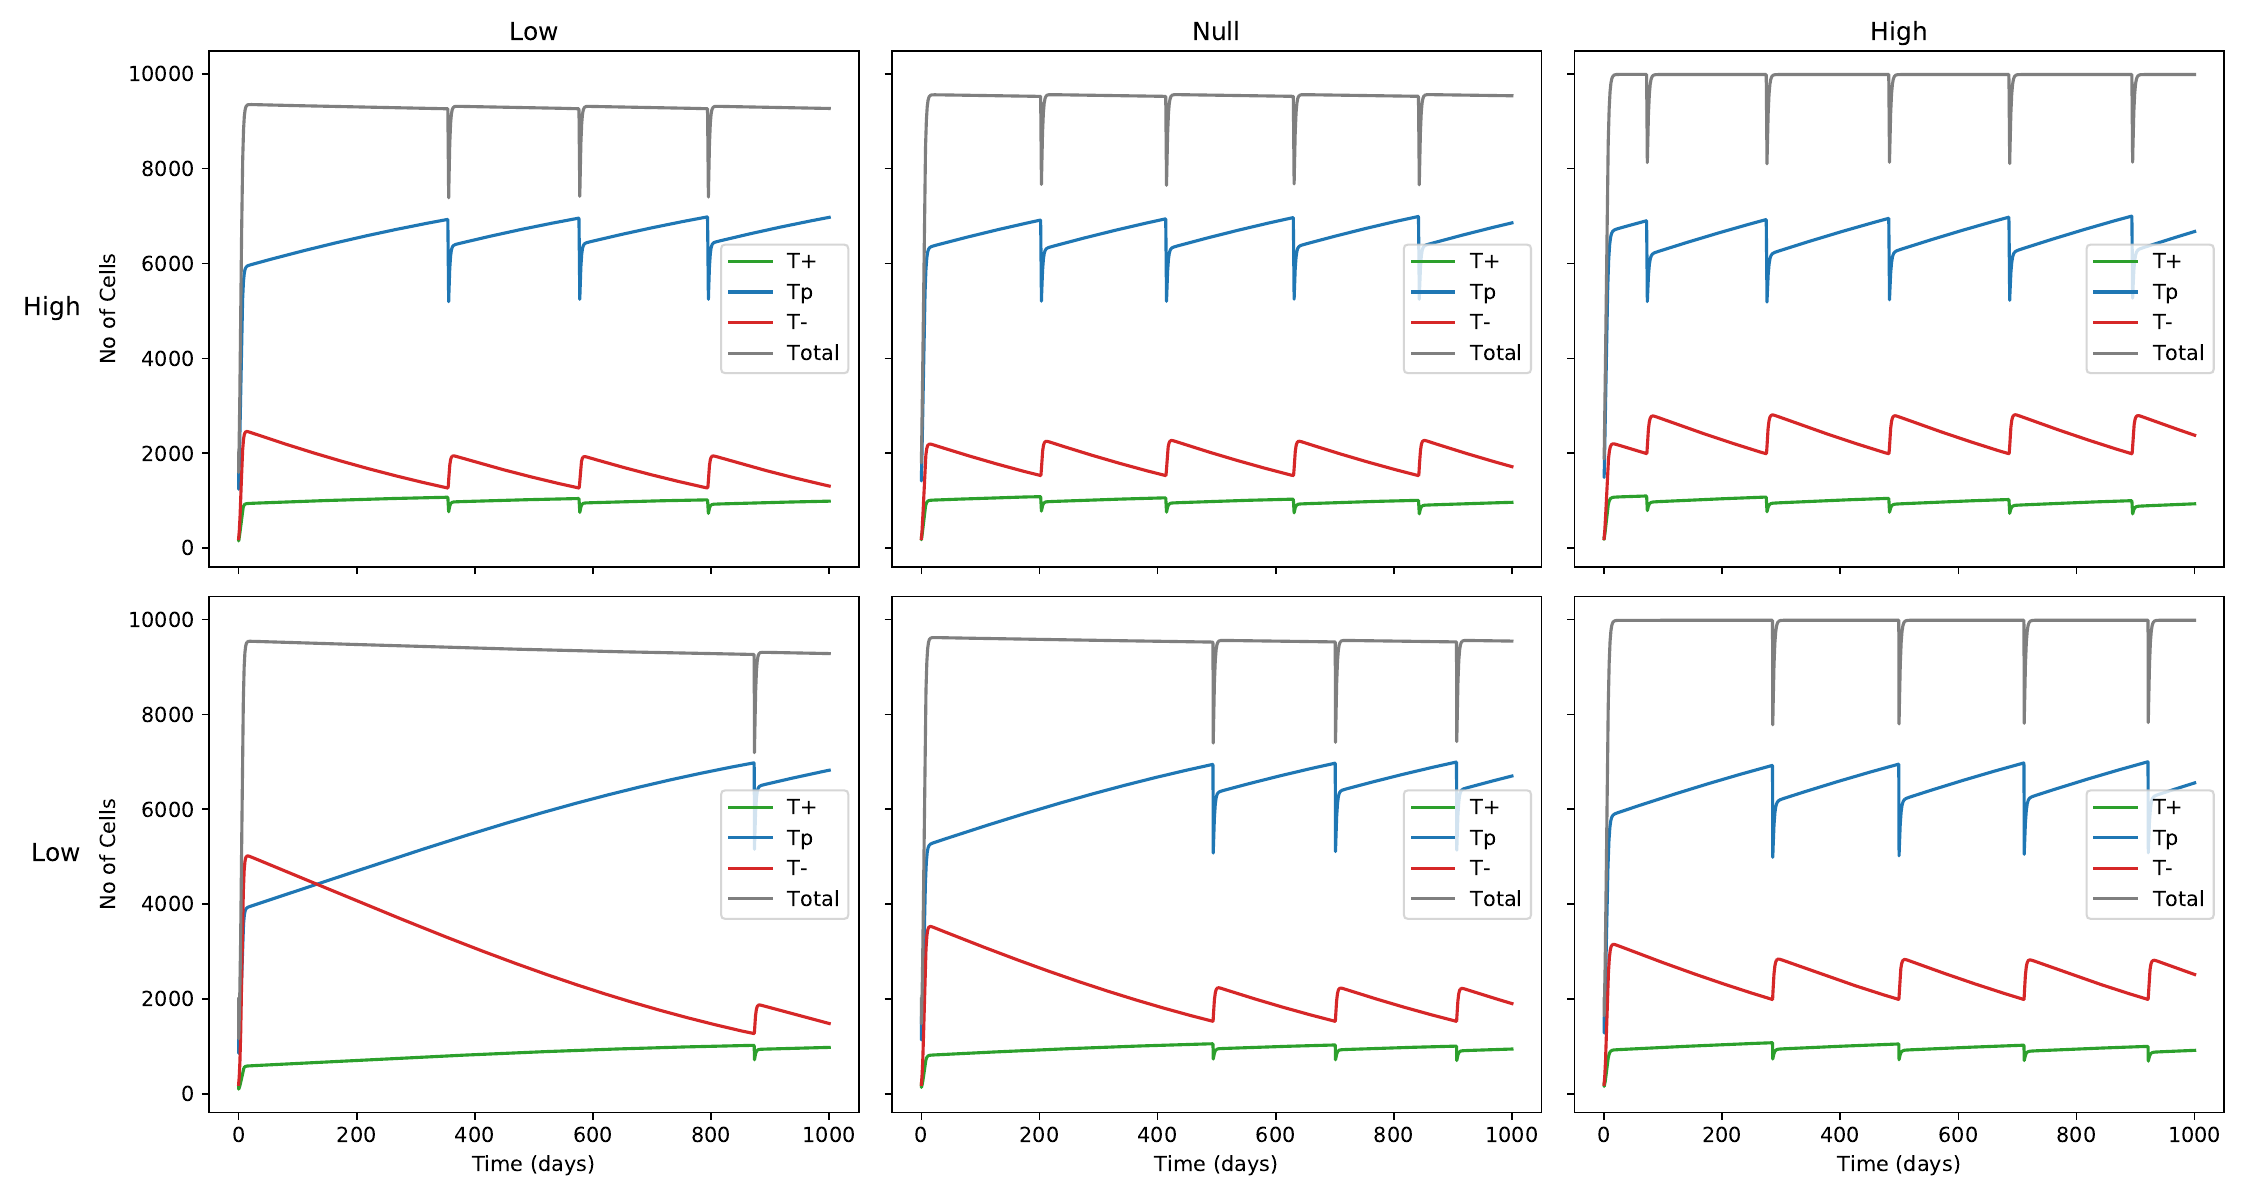 Low Null High
High
No of Cells
10000
8000
6000
4000
2000
0
T+
Tp
T-
Total
T+
Tp
T-
Total
T+
Tp
T-
Total
Low
No of Cells
10000
8000
6000
4000
2000
0
T+
Tp
T-
Total
T+
Tp
T-
Total
T+
Tp
T-
Total
0 200 400 600 800 1000
0 200 400 600 800 1000
0 200 400 600 800 1000
Time (days) Time (days) Time (days)